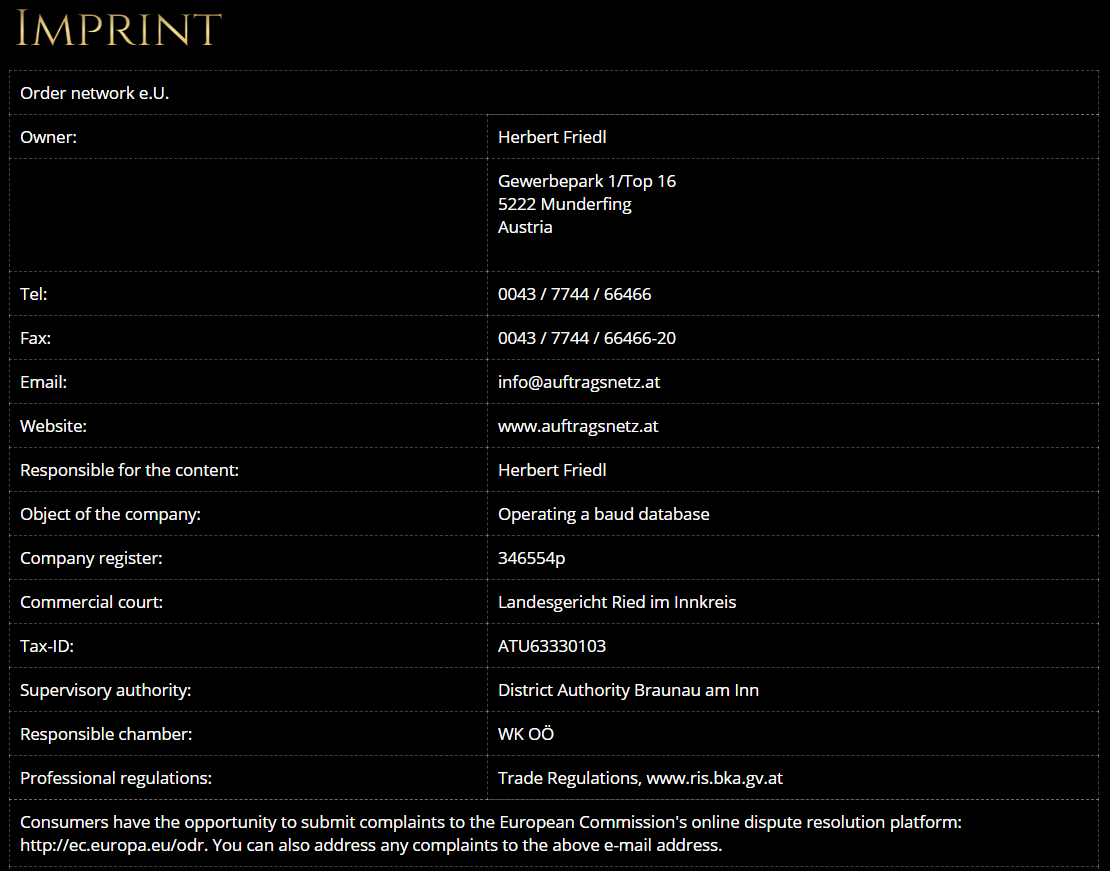 IMPRINT
Order network e.U.
Owner: Herbert Friedl
Gewerbepark 1/Top 16
5222 Munderfing
Austria
Tel: 0043 / 7744 / 66466
Fax: 0043 / 7744 / 66466-20
Email: info@auftragsnetz.at
Website: www.auftragsnetz.at
Responsible for the content: Herbert Friedl
Object of the company: Operating a baud database
Company register: 346554p
Commercial court: Landesgericht Ried im Innkreis
Tax-ID: ATU63330103
Supervisory authority: District Authority Braunau am Inn
Responsible chamber: WK OÖ
Professional regulations: Trade Regulations, www.ris.bka.gv.at
Consumers have the opportunity to submit complaints to the European Commission's online dispute resolution platform:
http://ec.europa.eu/odr. You can also address any complaints to the above e-mail address.